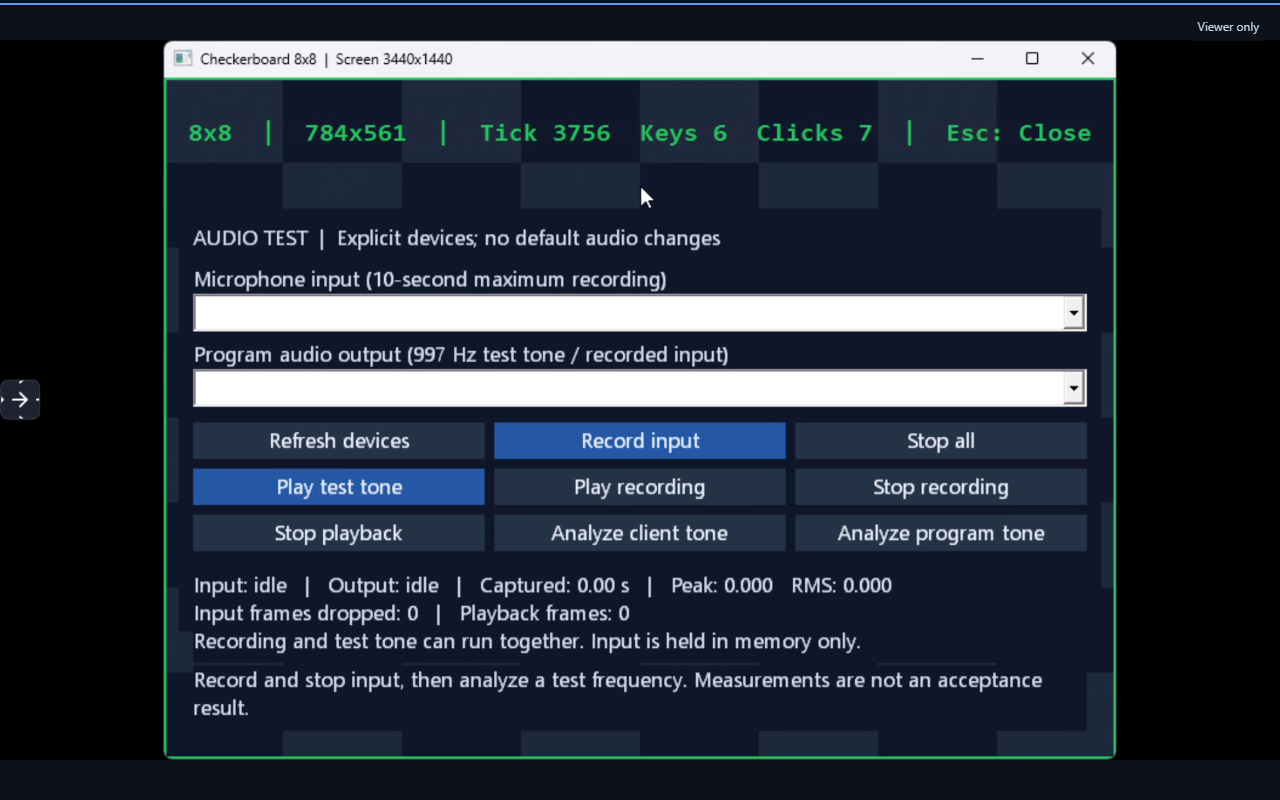 Viewer only
Checkerboard 8x8 | Screen 3440x1440
8x8 | 784x561 | Tick 3756 Keys 6 Clicks 7 | Esc: Close
AUDIO TEST | Explicit devices; no default audio changes
Microphone input (10-second maximum recording)
Program audio output (997 Hz test tone / recorded input)
Refresh devices Record input Stop all
Play test tone Play recording Stop recording
Stop playback Analyze client tone Analyze program tone
Input: idle | Output: idle | Captured: 0.00 s | Peak: 0.000 RMS: 0.000
Input frames dropped: 0 | Playback frames: 0
Recording and test tone can run together. Input is held in memory only.
Record and stop input, then analyze a test frequency. Measurements are not an acceptance
result.